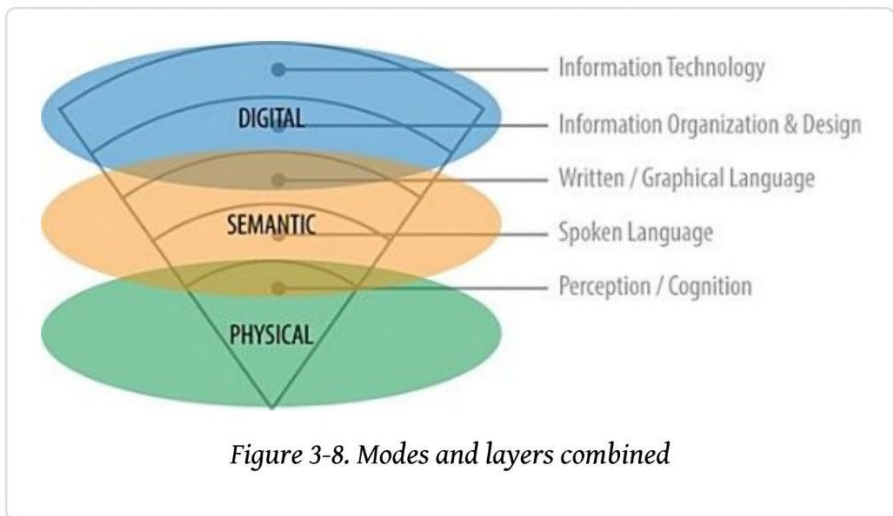 Information Technology
DIGITAL
Information Organization & Design
Written / Graphical Language
SEMANTIC
Spoken Language
Perception / Cognition
PHYSICAL
Figure 3-8. Modes and layers combined